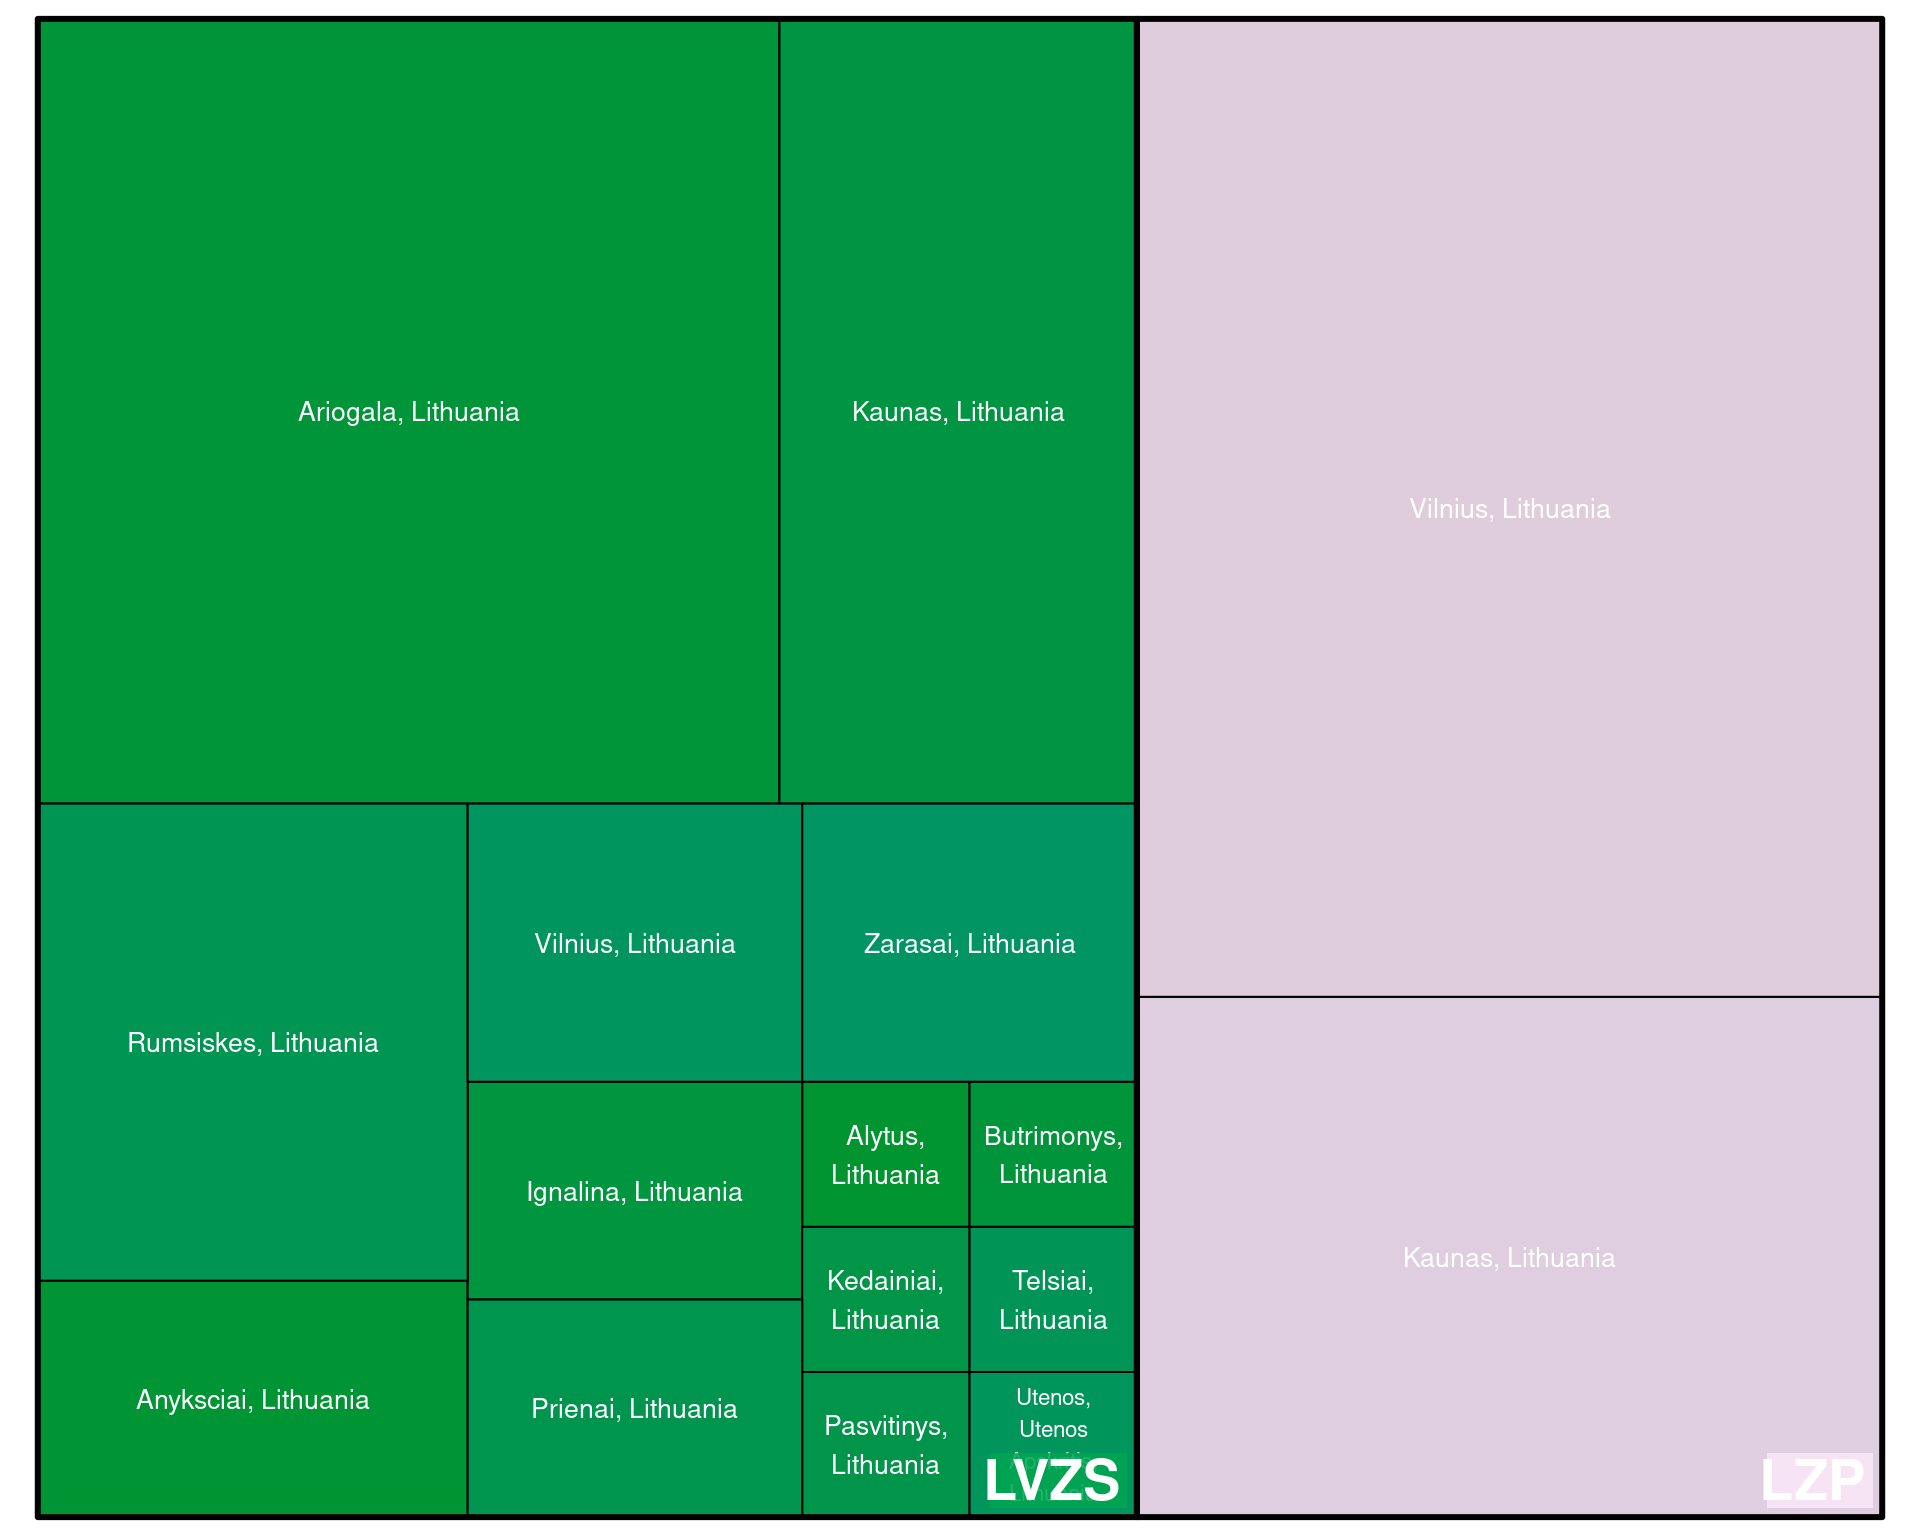 Ariogala, Lithuania
Kaunas, Lithuania
Vilnius, Lithuania
Rumsiskes, Lithuania
Vilnius, Lithuania
Zarasai, Lithuania
Ignalina, Lithuania
Alytus,
Lithuania
Butrimonys,
Lithuania
Kedainiai,
Lithuania
Telsiai,
Lithuania
Anyksciai, Lithuania
Prienai, Lithuania
Pasvitinys,
Lithuania
Utenos,
Utenos
LVZS
Kaunas, Lithuania
LZP